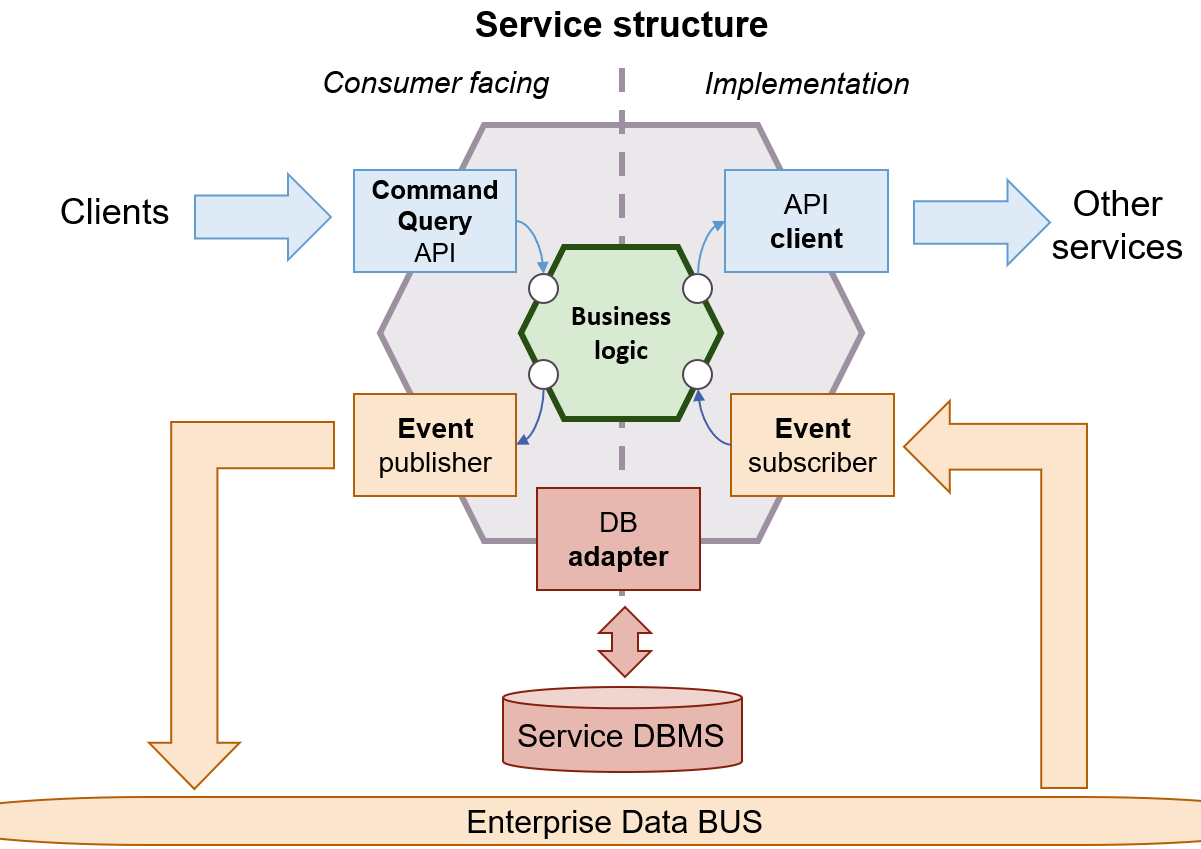 Service structure
Consumer facing
Implementation
Clients
Command
Query
API
API
client
Other
services
Business
logic
Event
publisher
Event
subscriber
DB
adapter
Service DBMS
Enterprise Data BUS